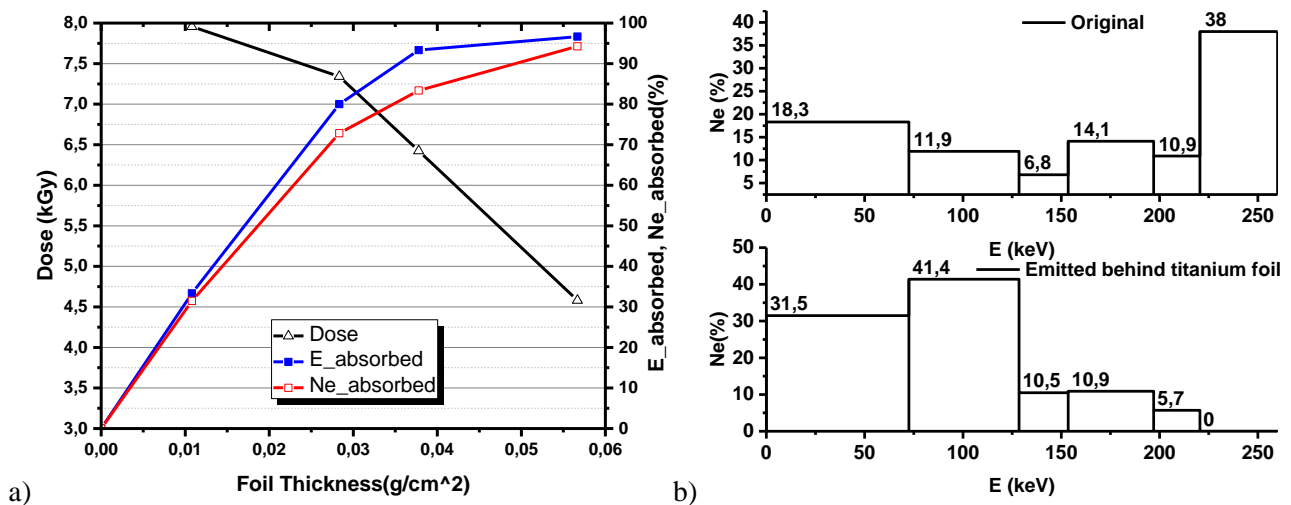 8,0
7,5
7,0
6,5
6,0
5,5
5,0
4,5
4,0
3,5
3,0
Dose (kGy)
100
90
80
70
60
50
40
30
20
10
0
E_absorbed, Ne_absorbed(%)
Dose
E_absorbed
Ne_absorbed
0,00 0,01 0,02 0,03 0,04 0,05 0,06
Foil Thickness(g/cm^2)
a)
Original
40
35
30
25
20
15
10
5
Ne (%)
18,3
11,9
6,8
14,1
10,9
38
0 50 100 150 200 250
E (keV)
Emitted behind titanium foil
50
40
30
20
10
0
Ne(%)
31,5
41,4
10,5
10,9
5,7
0
0 50 100 150 200 250
E (keV)
b)